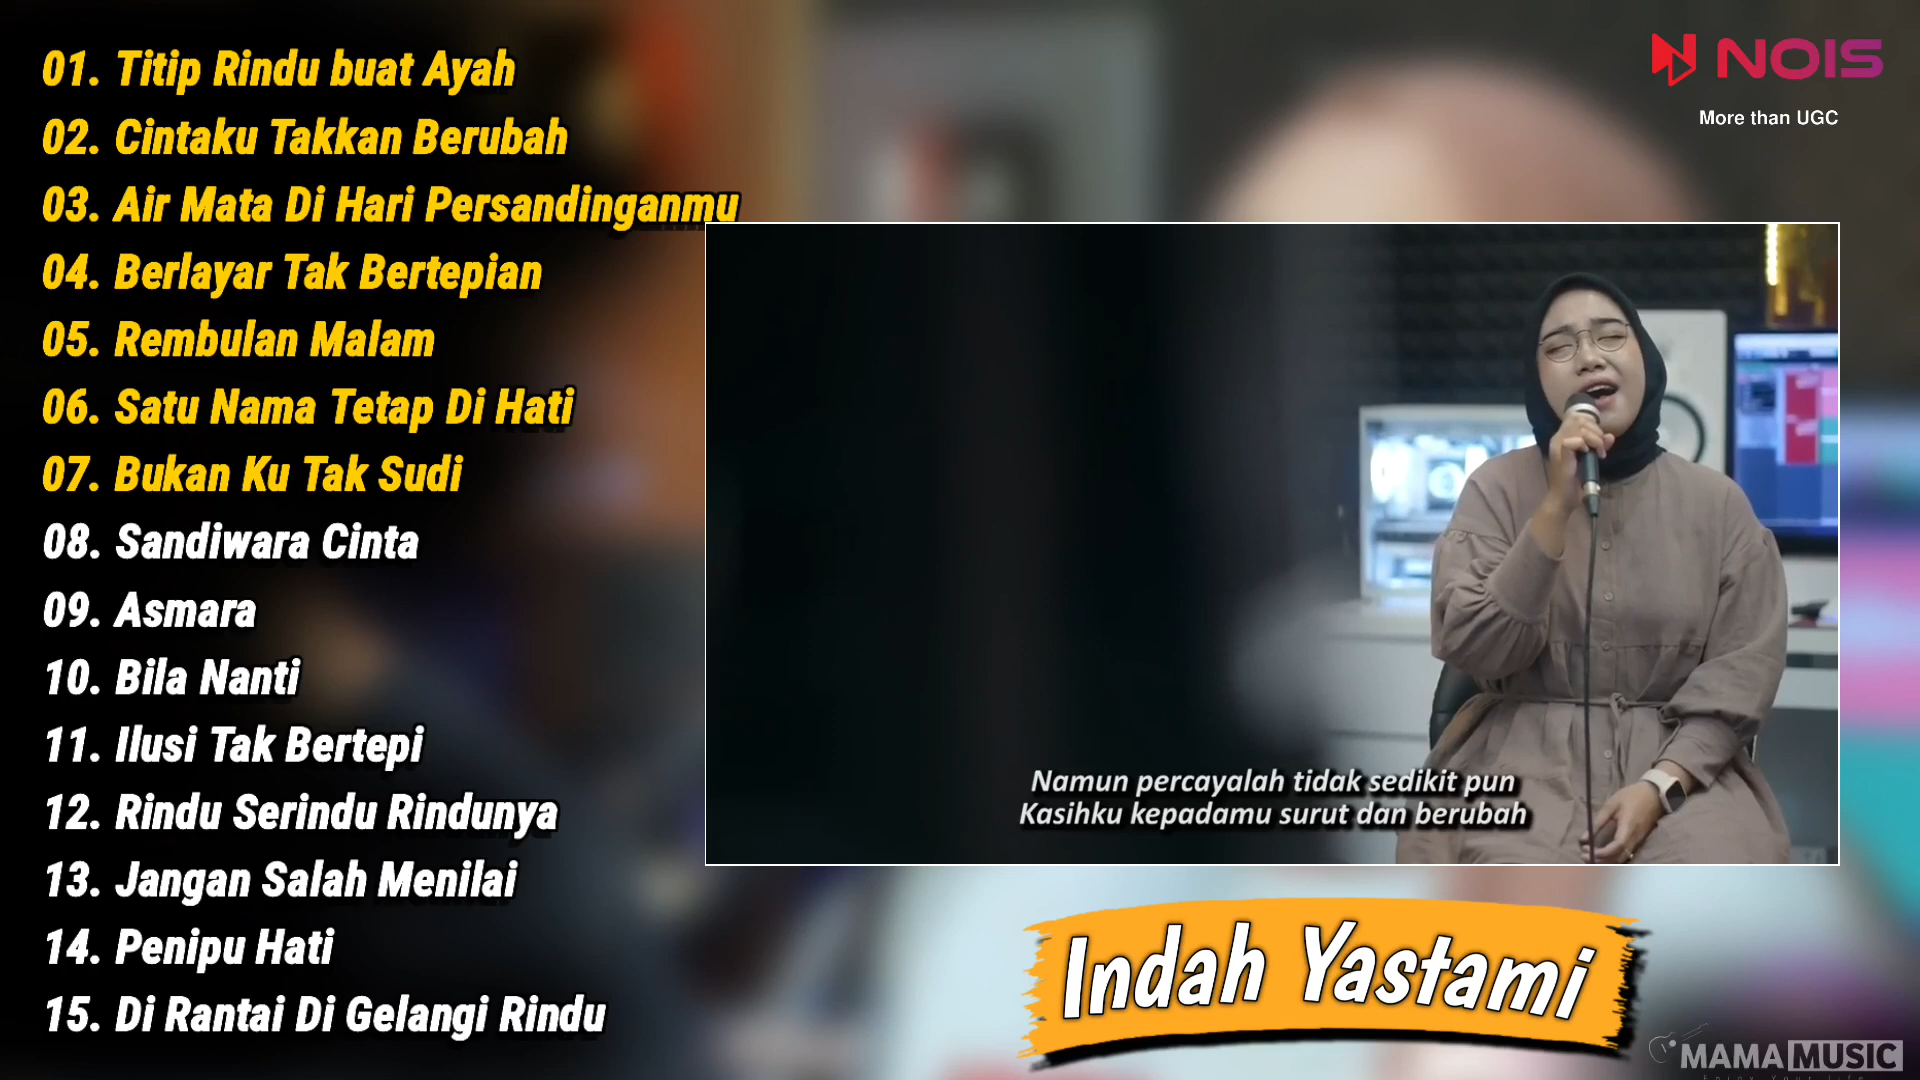 01. Titip Rindu buat Ayah
02. Cintaku Takkan Berubah
03. Air Mata Di Hari Persandinganmu
04. Berlayar Tak Bertepian
05. Rembulan Malam
06. Satu Nama Tetap Di Hati
07. Bukan Ku Tak Sudi
08. Sandiwara Cinta
09. Asmara
10. Bila Nanti
11. Ilusi Tak Bertepi
12. Rindu Serindu Rindunya
13. Jangan Salah Menilai
14. Penipu Hati
15. Di Rantai Di Gelangi Rindu
NOIS
More than UGC
Namun percayalah tidak sedikit pun
Kasihku kepadamu surut dan berubah
Indah Yastami
MAMA MUSIC